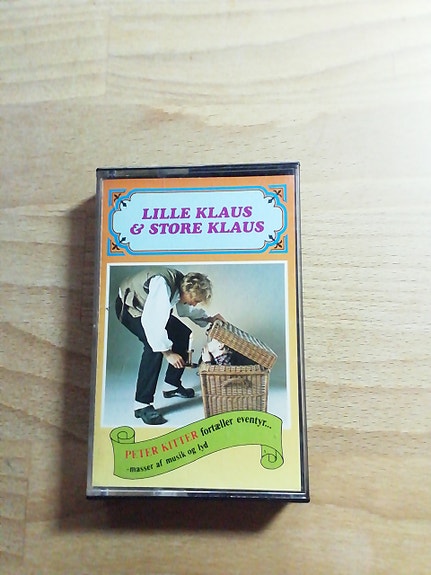 LILLE KLAUS
& STORE KLAUS
PETER KITTER fortæller eventyr...
-masser af musik og lyd